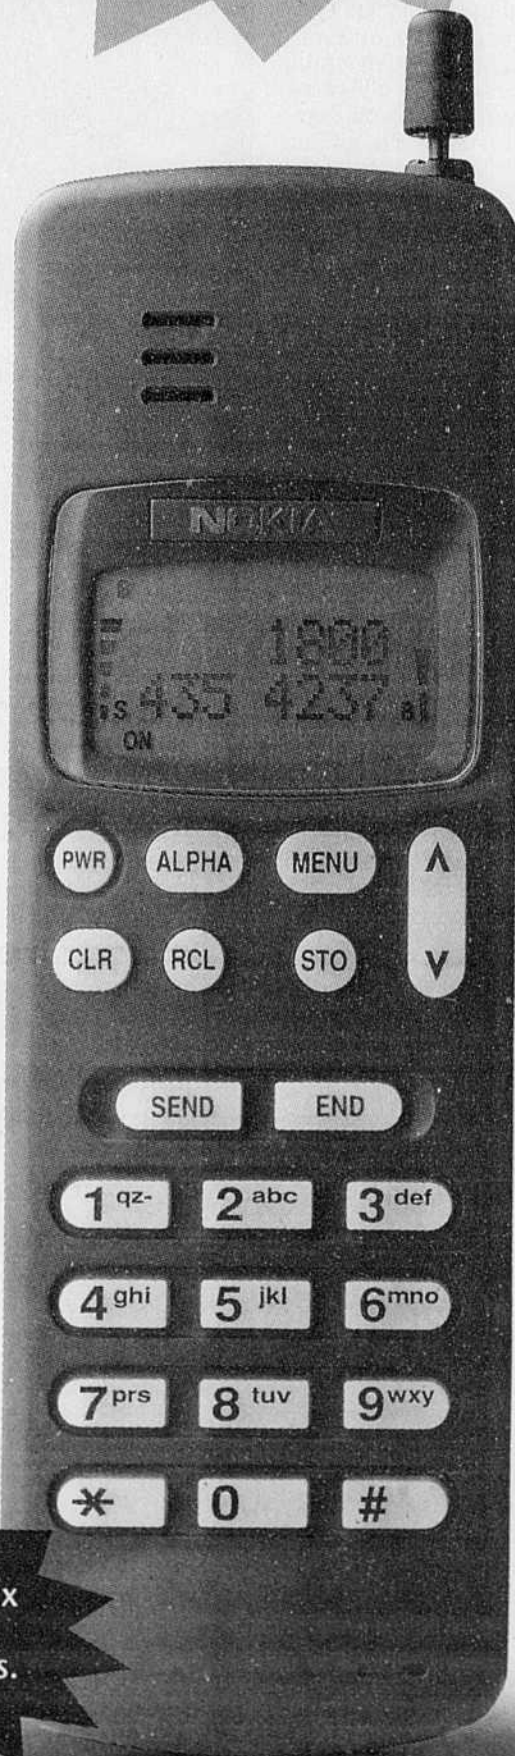 NOKIA
1800
S 435 4237
ON
PWR ALPHA MENU
CLR RCL STO
SEND END
1 qz- 2 abc 3 def
4 ghi 5 jkl 6 mno
7 prs 8 tuv 9 wxy
* 0 #
x
s.